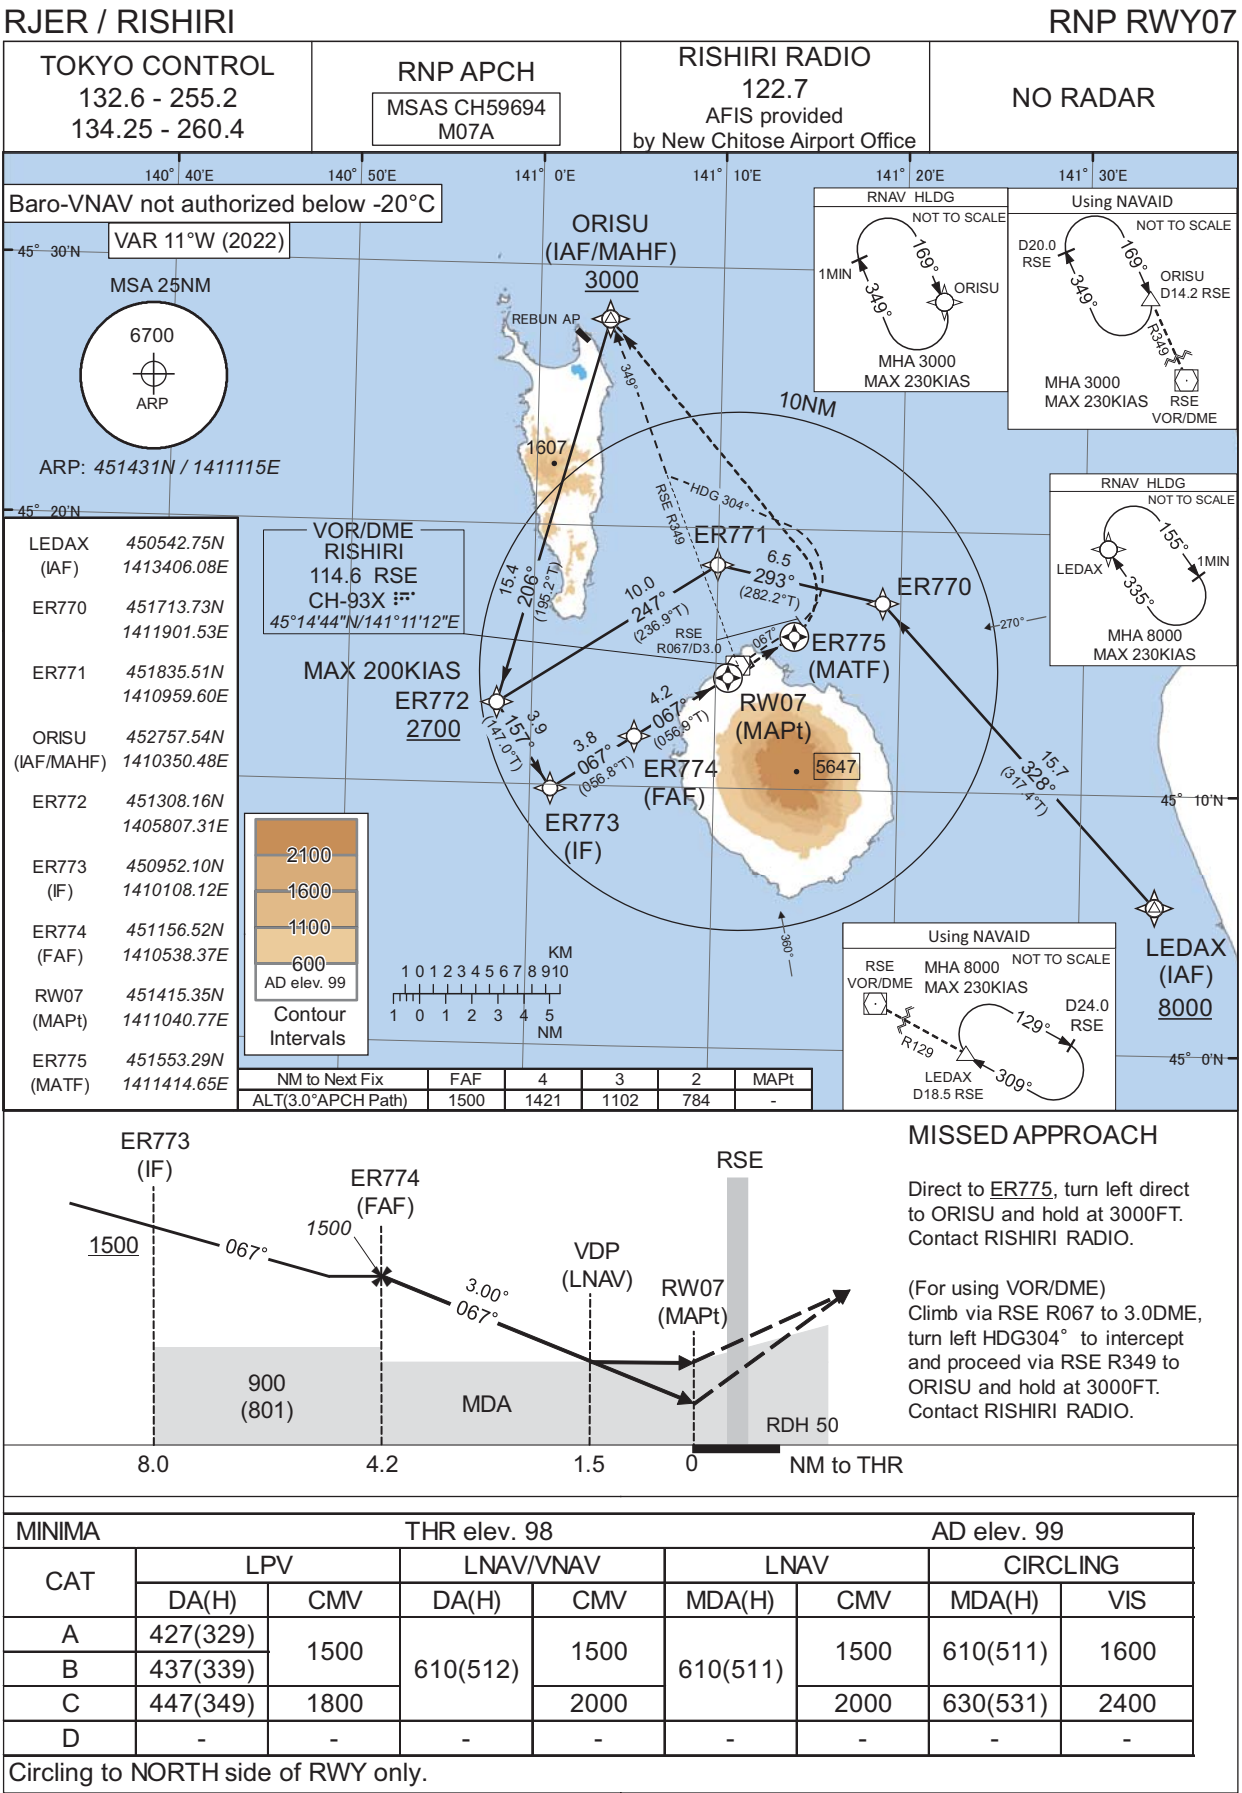 RJER / RISHIRI
RNP RWY07
TOKYO CONTROL
132.6 - 255.2
134.25 - 260.4
RNP APCH
MSAS CH59694
M07A
RISHIRI RADIO
122.7
AFIS provided
by New Chitose Airport Office
NO RADAR
140° 40'E
140° 50'E
141° 0'E
141° 10'E
141° 20'E
141° 30'E
Baro-VNAV not authorized below -20°C
VAR 11°W (2022)
45° 30'N
MSA 25NM
6700
ARP
ARP: 451431N / 1411115E
45° 20'N
ORISU
(IAF/MAHF)
3000
REBUN AP
349°
1607
10NM
RNAV HLDG
NOT TO SCALE
169°
1MIN
349°
ORISU
MHA 3000
MAX 230KIAS
Using NAVAID
NOT TO SCALE
D20.0
RSE
169°
349°
ORISU
D14.2 RSE
R349
MHA 3000
MAX 230KIAS
RSE
VOR/DME
RNAV HLDG
NOT TO SCALE
LEDAX
155°
335°
1MIN
MHA 8000
MAX 230KIAS
LEDAX
(IAF)
450542.75N
1413406.08E
ER770
451713.73N
1411901.53E
ER771
451835.51N
1410959.60E
ORISU
(IAF/MAHF)
452757.54N
1410350.48E
ER772
451308.16N
1405807.31E
ER773
(IF)
450952.10N
1410108.12E
ER774
(FAF)
451156.52N
1410538.37E
RW07
(MAPt)
451415.35N
1411040.77E
ER775
(MATF)
451553.29N
1411414.65E
VOR/DME
RISHIRI
114.6 RSE
CH-93X
45°14'44"N/141°11'12"E
15.4
206°
(195.2°T)
RSE R349
HDG 304°
ER771
6.5
293°
(282.2°T)
ER770
10.0
247°
(236.9°T)
RSE
R067/D3.0
067°
ER775
(MATF)
270°
MAX 200KIAS
ER772
2700
3.9
157°
(147.0°T)
3.8
067°
(056.8°T)
4.2
067°
(056.9°T)
RW07
(MAPt)
ER774
(FAF)
ER773
(IF)
5647
15.7
328°
(317.4°T)
45° 10'N
LEDAX
(IAF)
8000
360°
45° 0'N
2100
1600
1100
600
AD elev. 99
Contour
Intervals
KM
1 0 1 2 3 4 5 6 7 8 9 10
1 0 1 2 3 4 5
NM
Using NAVAID
NOT TO SCALE
RSE
VOR/DME
MHA 8000
MAX 230KIAS
R129
129°
309°
D24.0
RSE
LEDAX
D18.5 RSE
NM to Next Fix FAF 4 3 2 MAPt
ALT(3.0°APCH Path) 1500 1421 1102 784 -
ER773
(IF)
ER774
(FAF)
1500
1500
067°
3.00°
067°
VDP
(LNAV)
RW07
(MAPt)
RSE
900
(801)
MDA
RDH 50
8.0 4.2 1.5 0 NM to THR
MISSED APPROACH
Direct to ER775, turn left direct
to ORISU and hold at 3000FT.
Contact RISHIRI RADIO.
(For using VOR/DME)
Climb via RSE R067 to 3.0DME,
turn left HDG304° to intercept
and proceed via RSE R349 to
ORISU and hold at 3000FT.
Contact RISHIRI RADIO.
MINIMA THR elev. 98 AD elev. 99
CAT LPV LNAV/VNAV LNAV CIRCLING
DA(H) CMV DA(H) CMV MDA(H) CMV MDA(H) VIS
A 427(329) 1500 610(512) 1500 610(511) 1500 610(511) 1600
B 437(339)
C 447(349) 1800 2000 2000 630(531) 2400
D - - - - - - - -
Circling to NORTH side of RWY only.